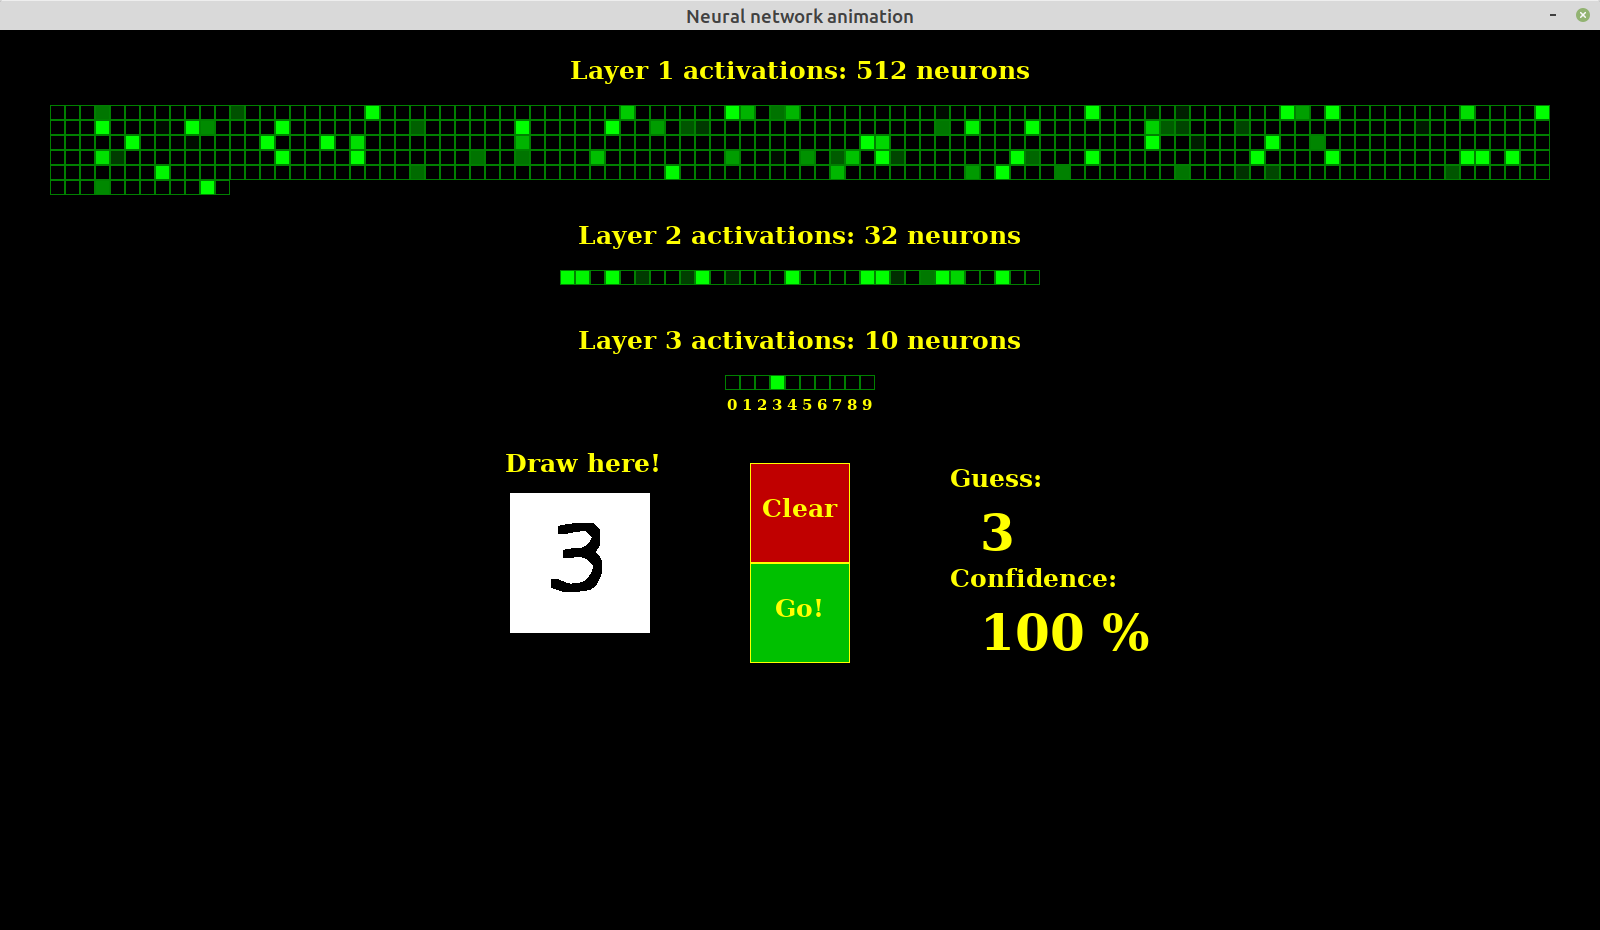 Neural network animation
Layer 1 activations: 512 neurons
Layer 2 activations: 32 neurons
Layer 3 activations: 10 neurons
0 1 2 3 4 5 6 7 8 9
Draw here!
3
Clear
Go!
Guess:
3
Confidence:
100 %